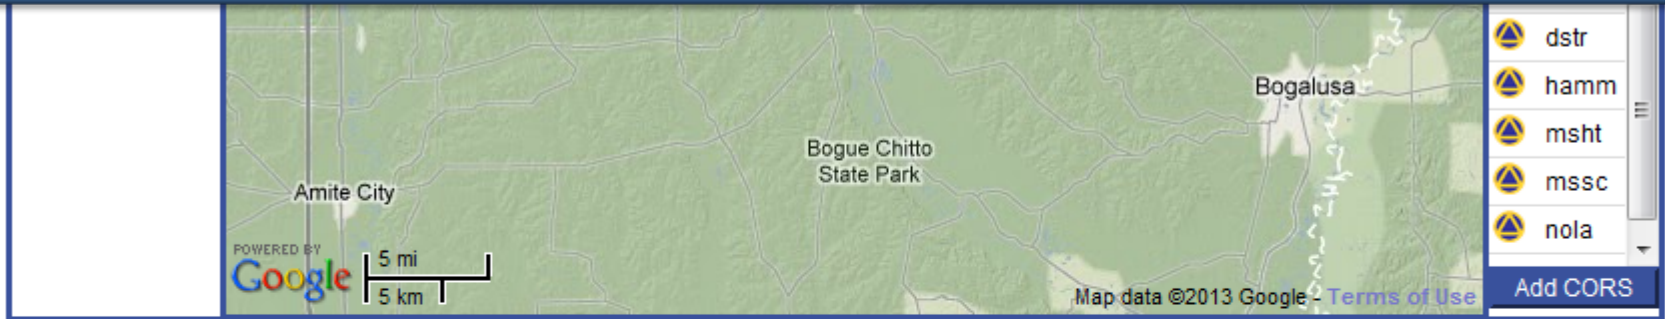 dstr
hamm
msht
mssc
nola
Add CORS
Bogalusa
Bogue Chitto
State Park
Amite City
POWERED BY
Google
5 mi
5 km
Map data ©2013 Google - Terms of Use